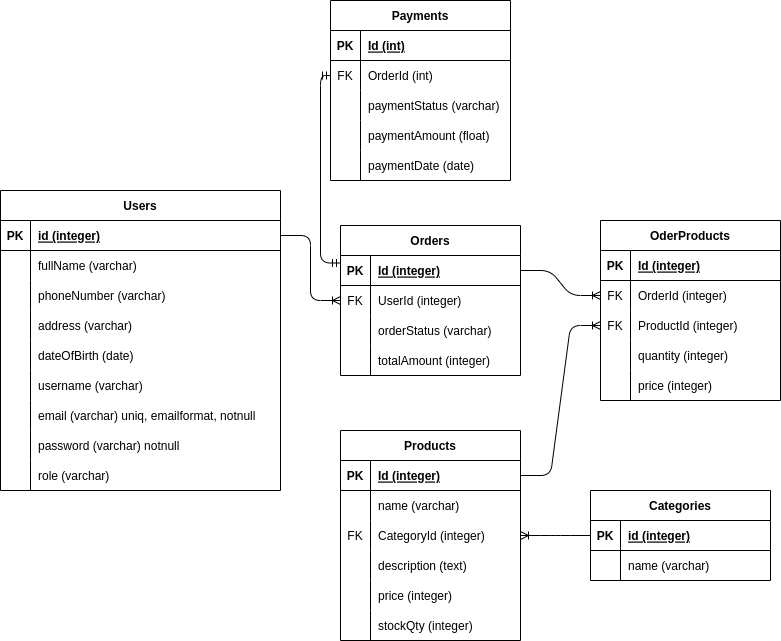 Payments
PK Id (int)
FK OrderId (int)
paymentStatus (varchar)
paymentAmount (float)
paymentDate (date)
Users
PK id (integer)
fullName (varchar)
phoneNumber (varchar)
address (varchar)
dateOfBirth (date)
username (varchar)
email (varchar) uniq, emailformat, notnull
password (varchar) notnull
role (varchar)
Orders
PK Id (integer)
FK UserId (integer)
orderStatus (varchar)
totalAmount (integer)
OderProducts
PK Id (integer)
FK OrderId (integer)
FK ProductId (integer)
quantity (integer)
price (integer)
Products
PK Id (integer)
name (varchar)
FK CategoryId (integer)
description (text)
price (integer)
stockQty (integer)
Categories
PK id (integer)
name (varchar)